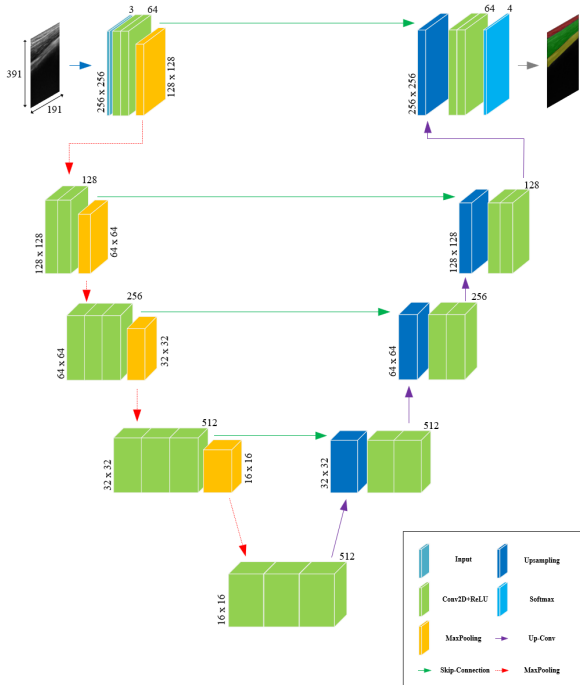 3 64
64 4
391
191
256 x 256
128 x 128
256 x 256
128
128 x 128
64 x 64
128 x 128
128
256
64 x 64
32 x 32
64 x 64
256
512
32 x 32
16 x 16
32 x 32
512
512
16 x 16
Input
Upsampling
Conv2D+ReLU
Softmax
MaxPooling
Up-Conv
Skip-Connection
MaxPooling